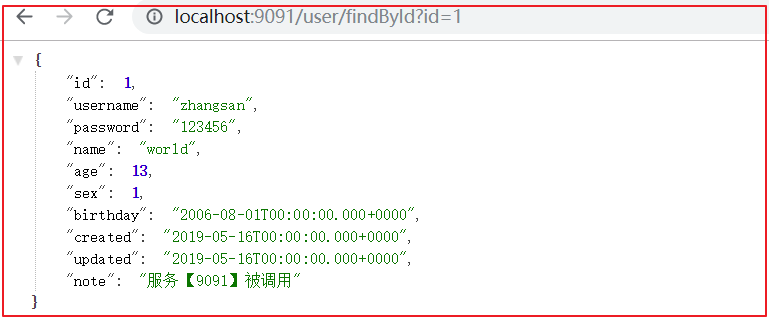 localhost:9091/user/findById?id=1
{
"id": 1,
"username": "zhangsan",
"password": "123456",
"name": "world",
"age": 13,
"sex": 1,
"birthday": "2006-08-01T00:00:00.000+0000",
"created": "2019-05-16T00:00:00.000+0000",
"updated": "2019-05-16T00:00:00.000+0000",
"note": "服务【9091】被调用"
}